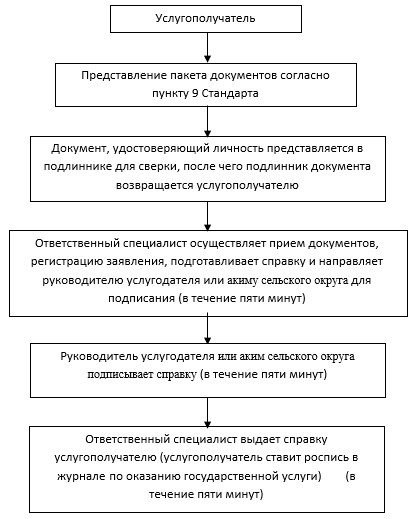 Услугополучатель
Представление пакета документов согласно
пункту 9 Стандарта
Документ, удостоверяющий личность представляется в
подлиннике для сверки, после чего подлинник документа
возвращается услугополучателю
Ответственный специалист осуществляет прием документов,
регистрацию заявления, подготавливает справку и направляет
руководителю услугодателя или акиму сельского округа для
подписания (в течение пяти минут)
Руководитель услугодателя или аким сельского округа
подписывает справку (в течение пяти минут)
Ответственный специалист выдает справку
услугополучателю (услугополучатель ставит роспись в
журнале по оказанию государственной услуги) (в
течение пяти минут)